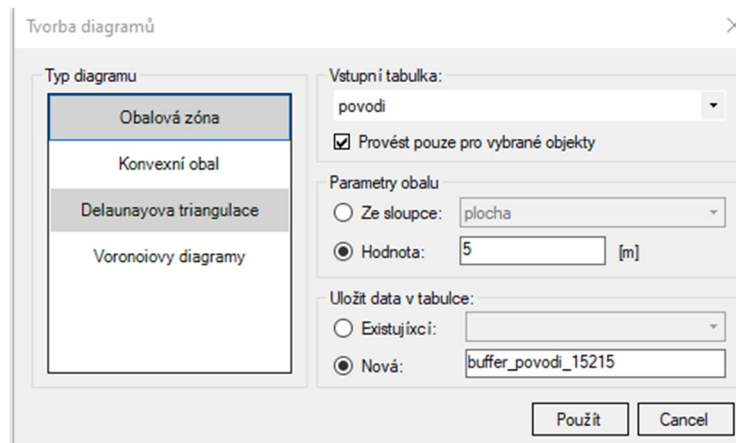 Tvorba diagramů
Typ diagramu
Obalová zóna
Konvexní obal
Delaunayova triangulace
Voronoiovy diagramy
Vstupní tabulka:
povodi
Provést pouze pro vybrané objekty
Parametry obalu
Ze sloupce: plocha
Hodnota: 5 [m]
Uložit data v tabulce:
Existujíxcí:
Nová: buffer_povodi_15215
Použít Cancel